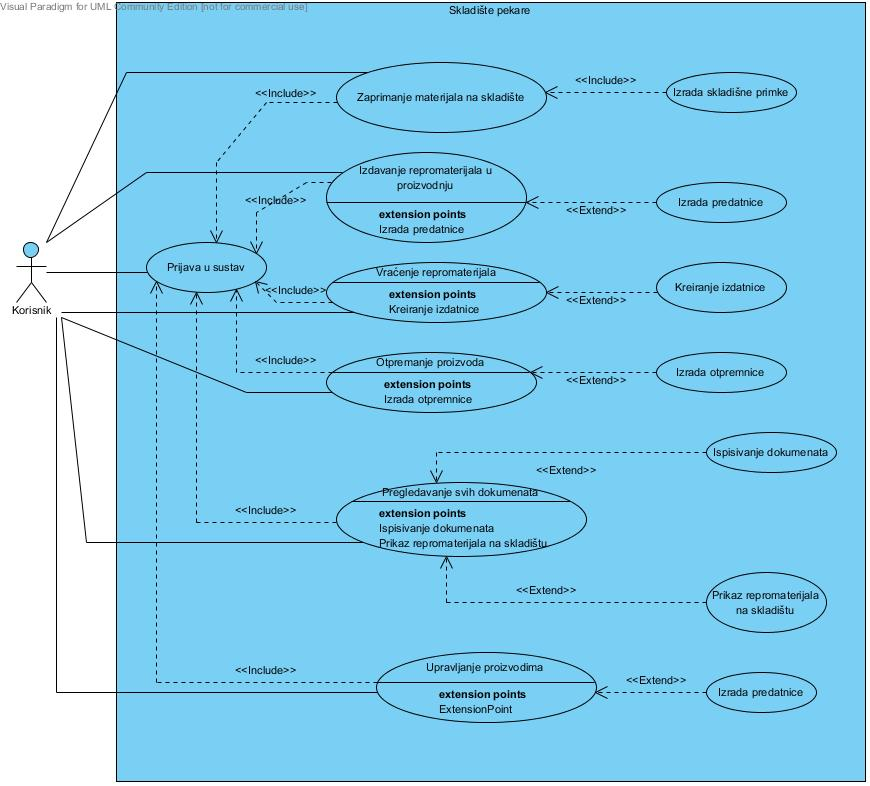 Visual Paradigm for UML Community Edition [not for commercial use]
Skladište pekare
<<Include>>
Zaprimanje materijala na skladište
<<Include>>
Izrada skladišne primke
Izdavanje repromaterijala u
proizvodnju
extension points
Izrada predatnice
<<Include>>
<<Extend>>
Izrada predatnice
Prijava u sustav
Korisnik
Vraćenje repromaterijala
extension points
Kreiranje izdatnice
<<Include>>
<<Extend>>
Kreiranje izdatnice
<<Include>>
Otpremanje proizvoda
extension points
Izrada otpremnice
<<Extend>>
Izrada otpremnice
Ispisivanje dokumenata
<<Extend>>
Pregledavanje svih dokumenata
extension points
Ispisivanje dokumenata
Prikaz repromaterijala na skladištu
<<Include>>
<<Extend>>
Prikaz repromaterijala
na skladištu
<<Include>>
Upravljanje proizvodima
extension points
ExtensionPoint
<<Extend>>
Izrada predatnice